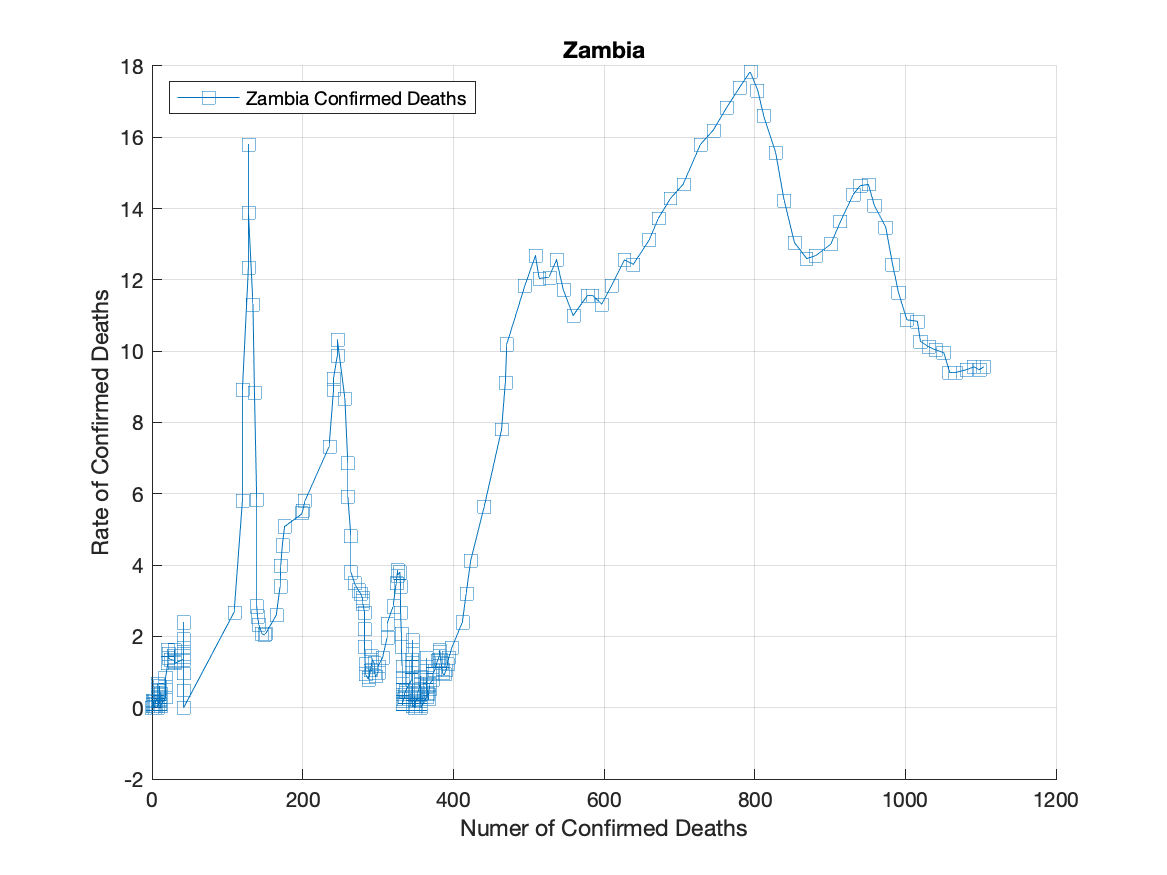 Zambia
Zambia Confirmed Deaths
18
16
14
12
10
8
6
4
2
0
-2
Rate of Confirmed Deaths
0 200 400 600 800 1000 1200
Numer of Confirmed Deaths